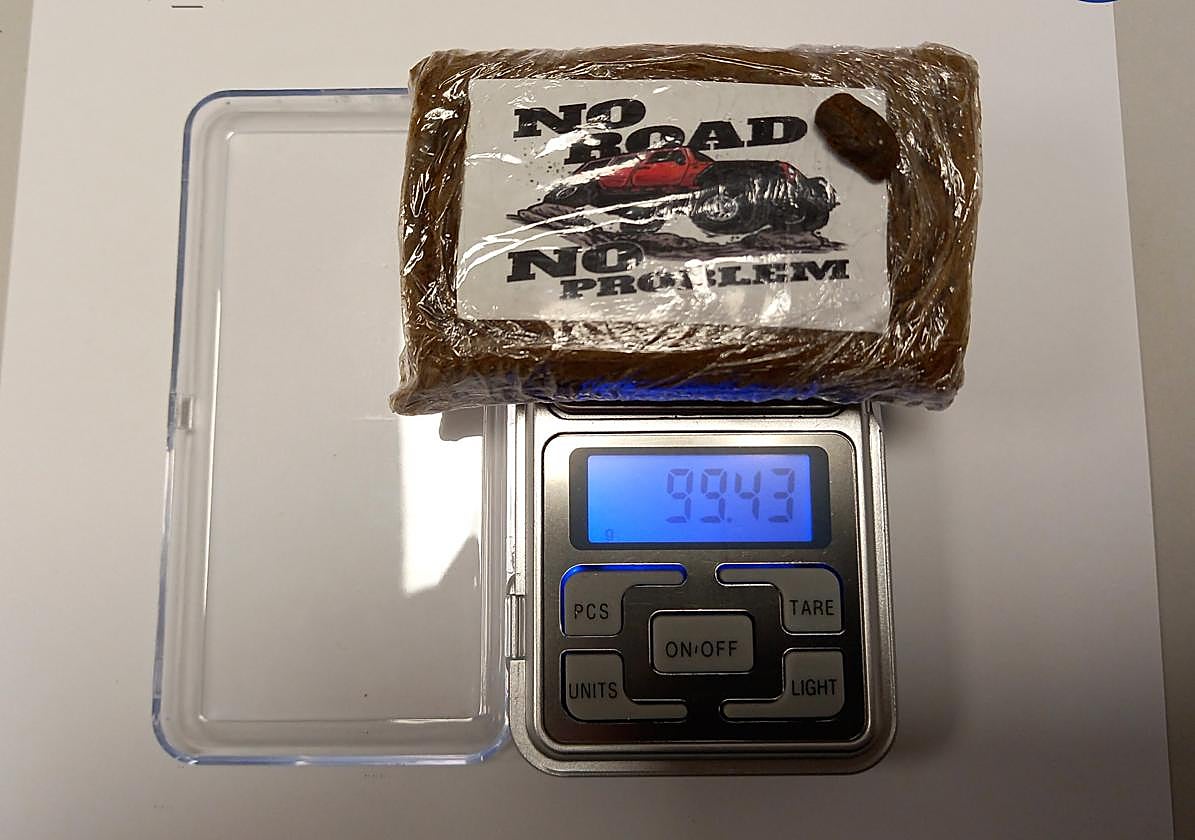 NO
ROAD
NO
PROBLEM
99.43
g
PCS
TARE
ON/OFF
UNITS
LIGHT